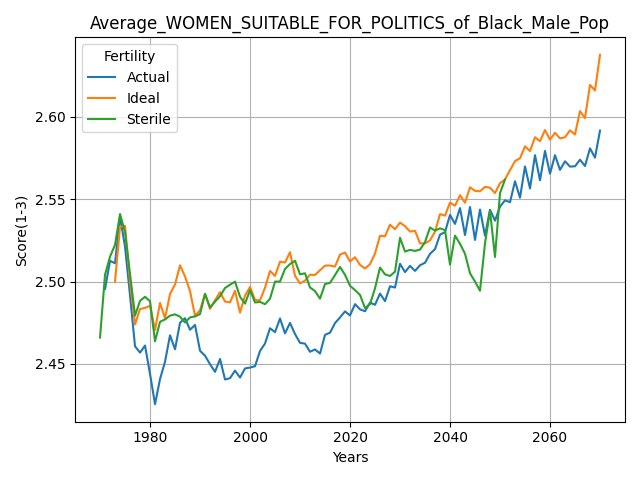 Average_WOMEN_SUITABLE_FOR_POLITICS_of_Black_Male_Pop
Fertility
Actual
Ideal
Sterile
Score(1-3)
2.60
2.55
2.50
2.45
1980 2000 2020 2040 2060
Years